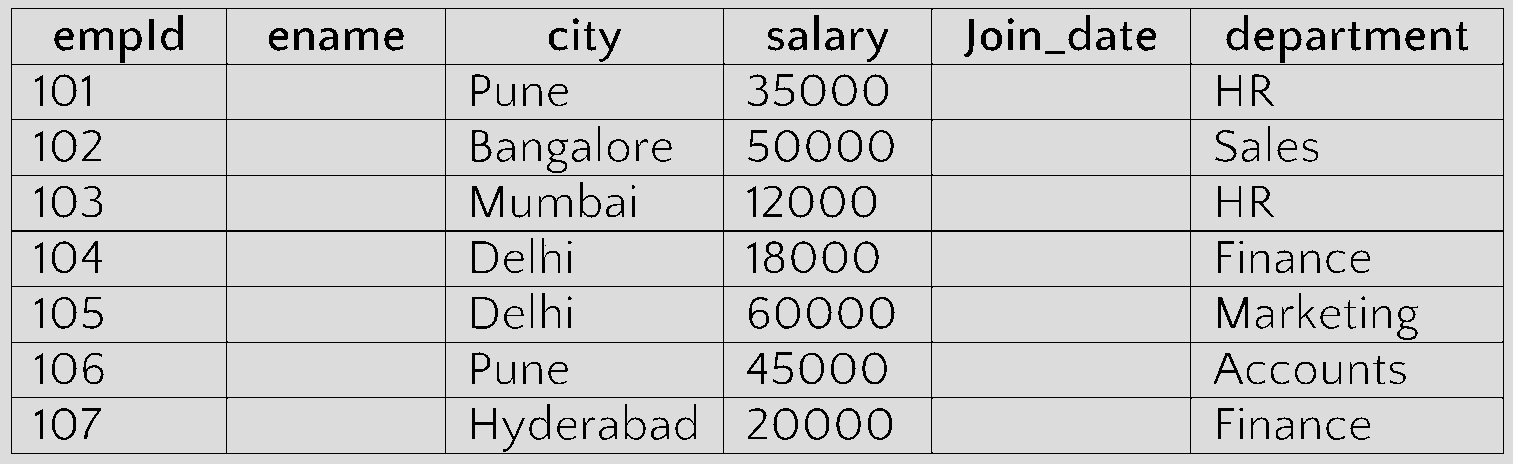 empId ename city salary Join_date department
101 Pune 35000 HR
102 Bangalore 50000 Sales
103 Mumbai 12000 HR
104 Delhi 18000 Finance
105 Delhi 60000 Marketing
106 Pune 45000 Accounts
107 Hyderabad 20000 Finance